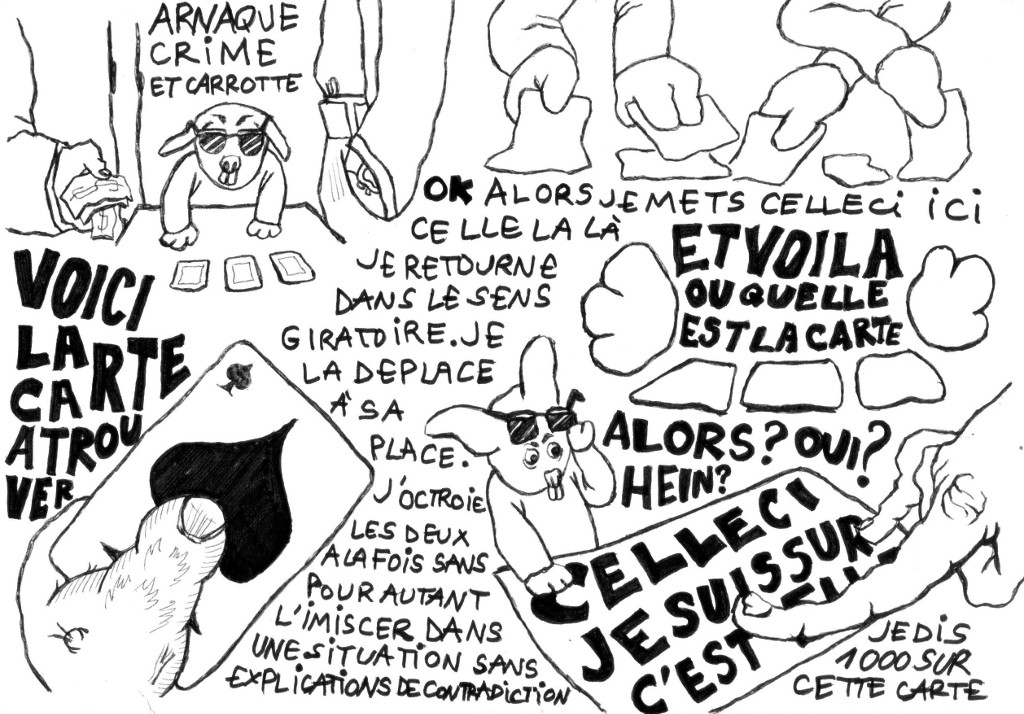 ARNAQUE
CRIME
ET CARROTTE
OK ALORS JE METS CELLE CI ICI
CELLE LA LÀ
JE RETOURNE
DANS LE SENS
GIRATOIRE. JE
LA DEPLACE
À SA
PLACE.
J'OCTROIE
LES DEUX
A LA FOIS SANS
POUR AUTANT
L'IMISCER DANS
UNE SITUATION SANS
EXPLICATIONS DE CONTRADICTION
VOICI
LA CARTE
A TROU
VER
ET VOILA
OU QUELLE
EST LA CARTE
ALORS? OUI?
HEIN?
CELLE CI
JE SUIS SUR
C'EST
JE DIS
1000 SUR
CETTE CARTE